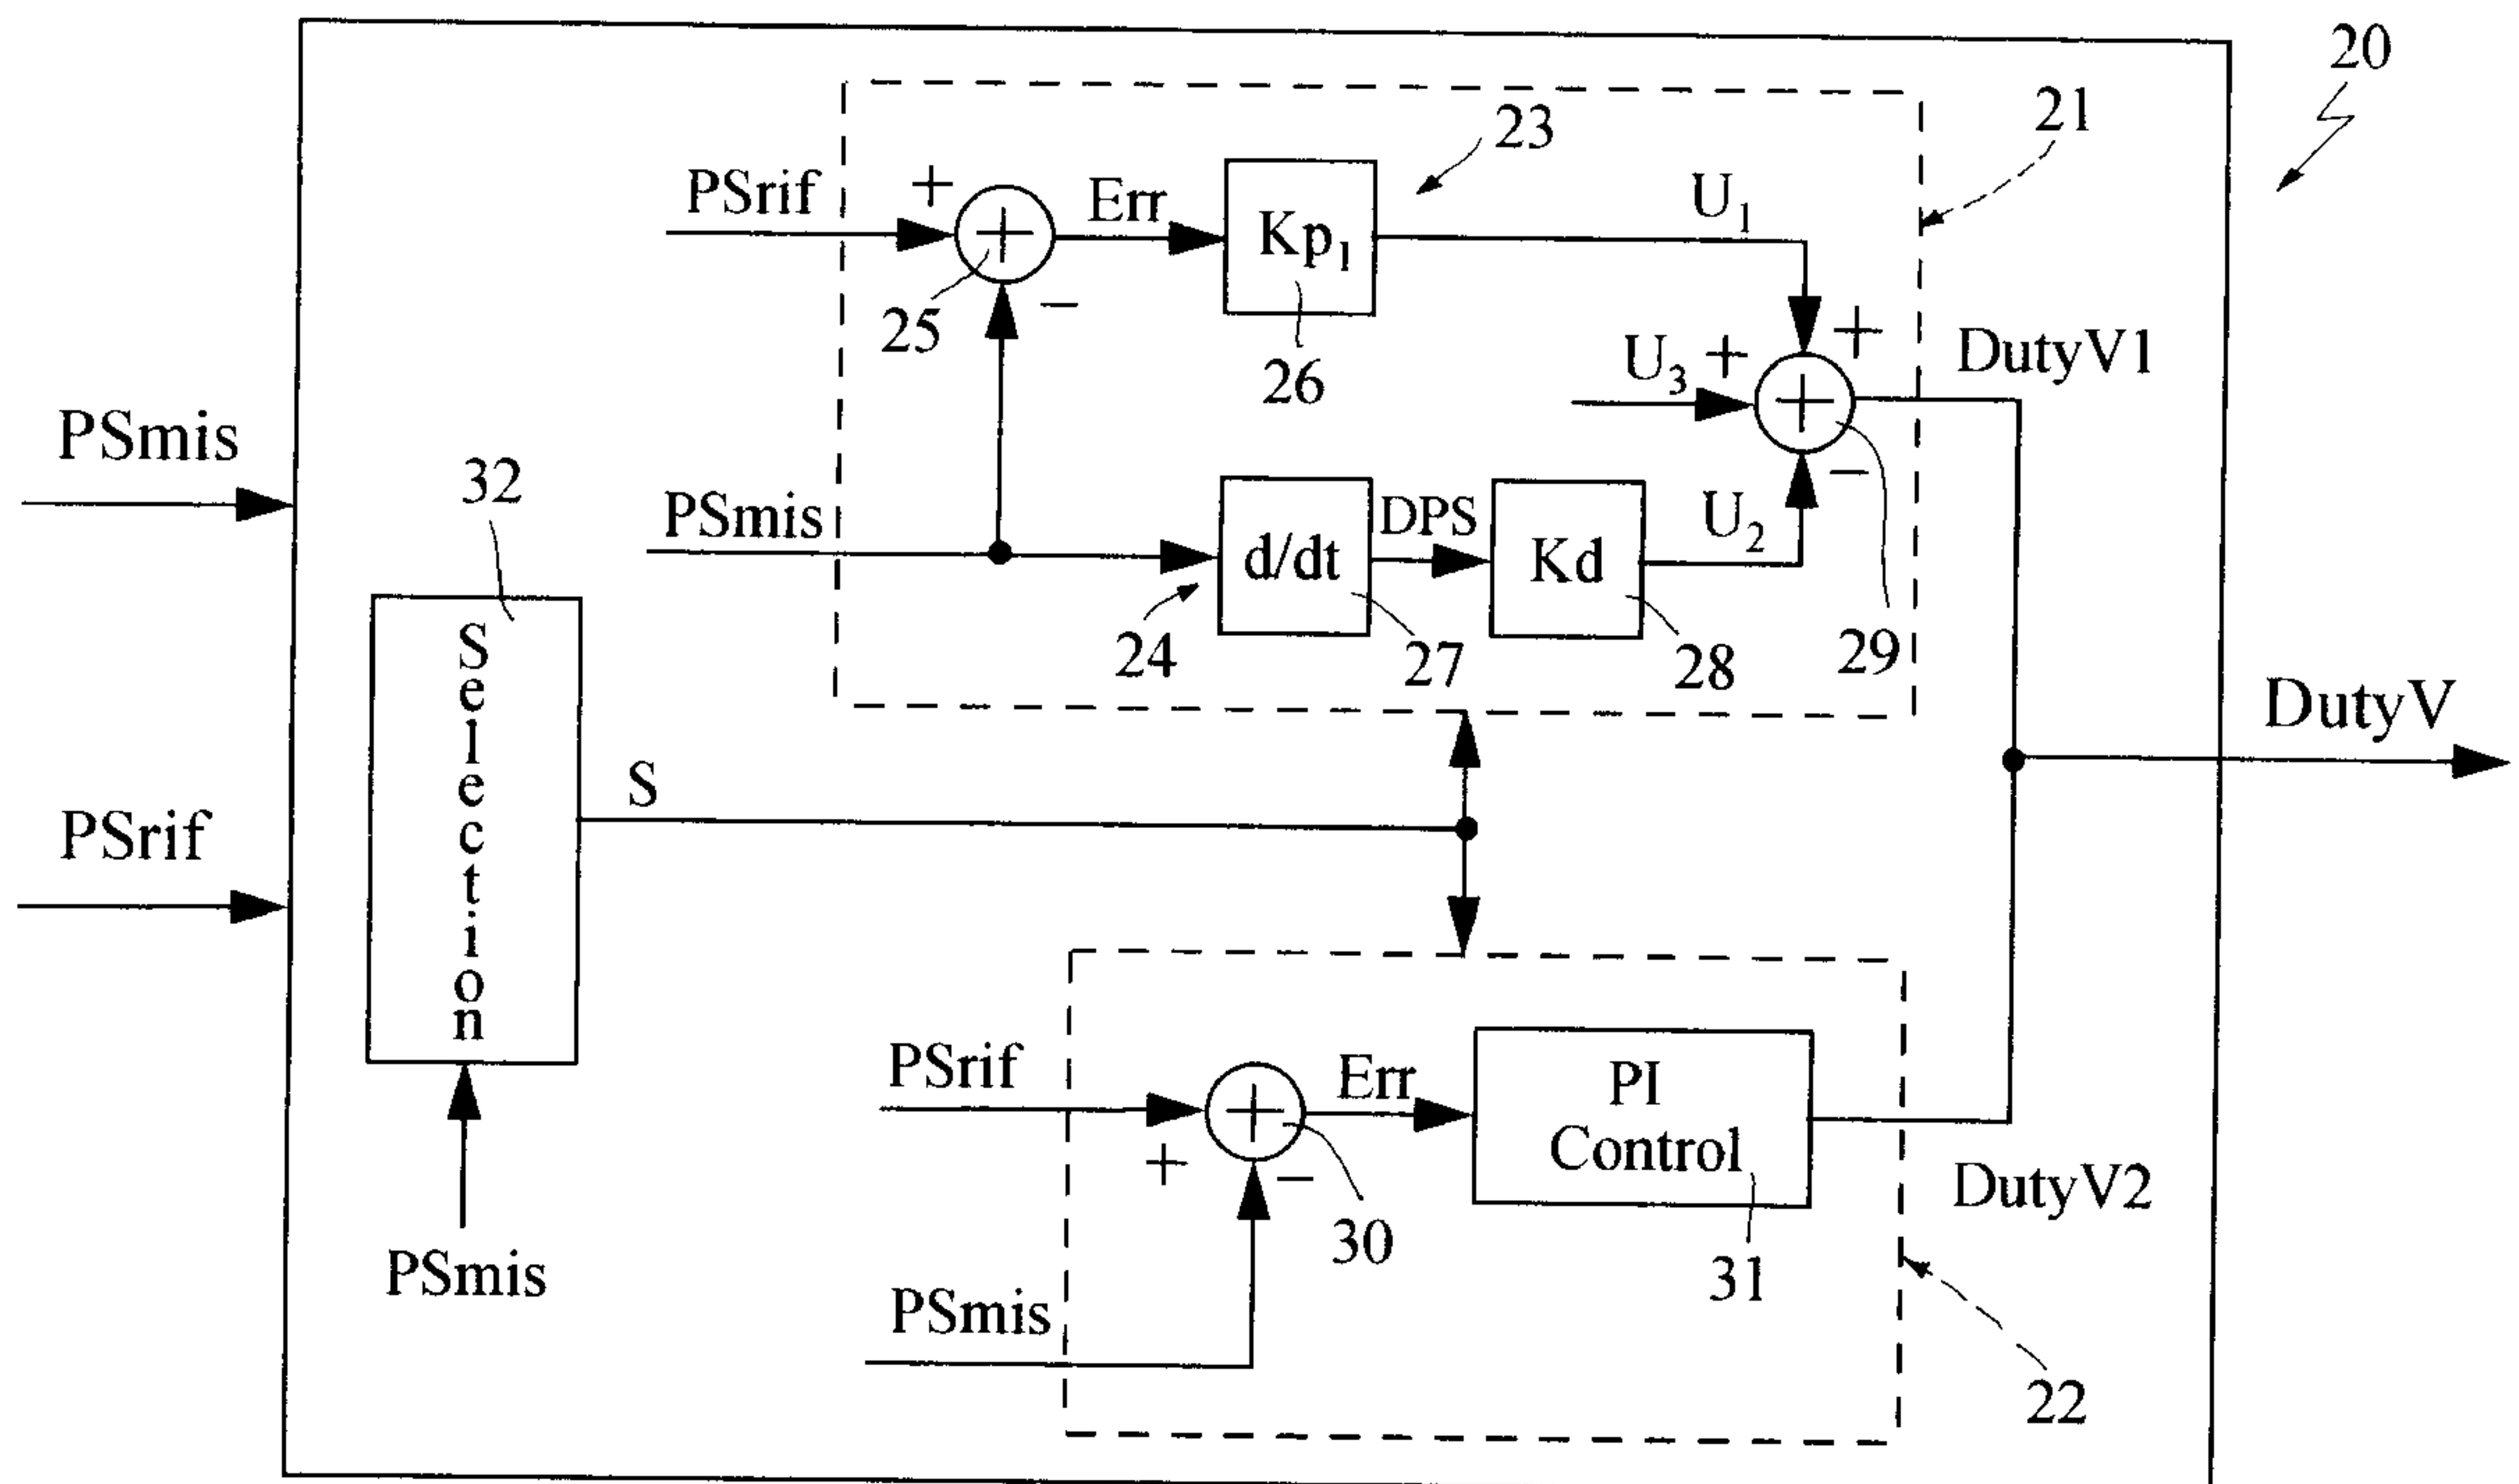 20
21
23
PSrif
+
Err
Kp1
U1
25
−
26
U3
+
+
DutyV1
PSmis
32
PSmis
d/dt
DPS
Kd
U2
−
24
27
28
29
Selection
S
DutyV
PSrif
PSrif
+
−
Err
PI
Control
30
31
DutyV2
PSmis
PSmis
22